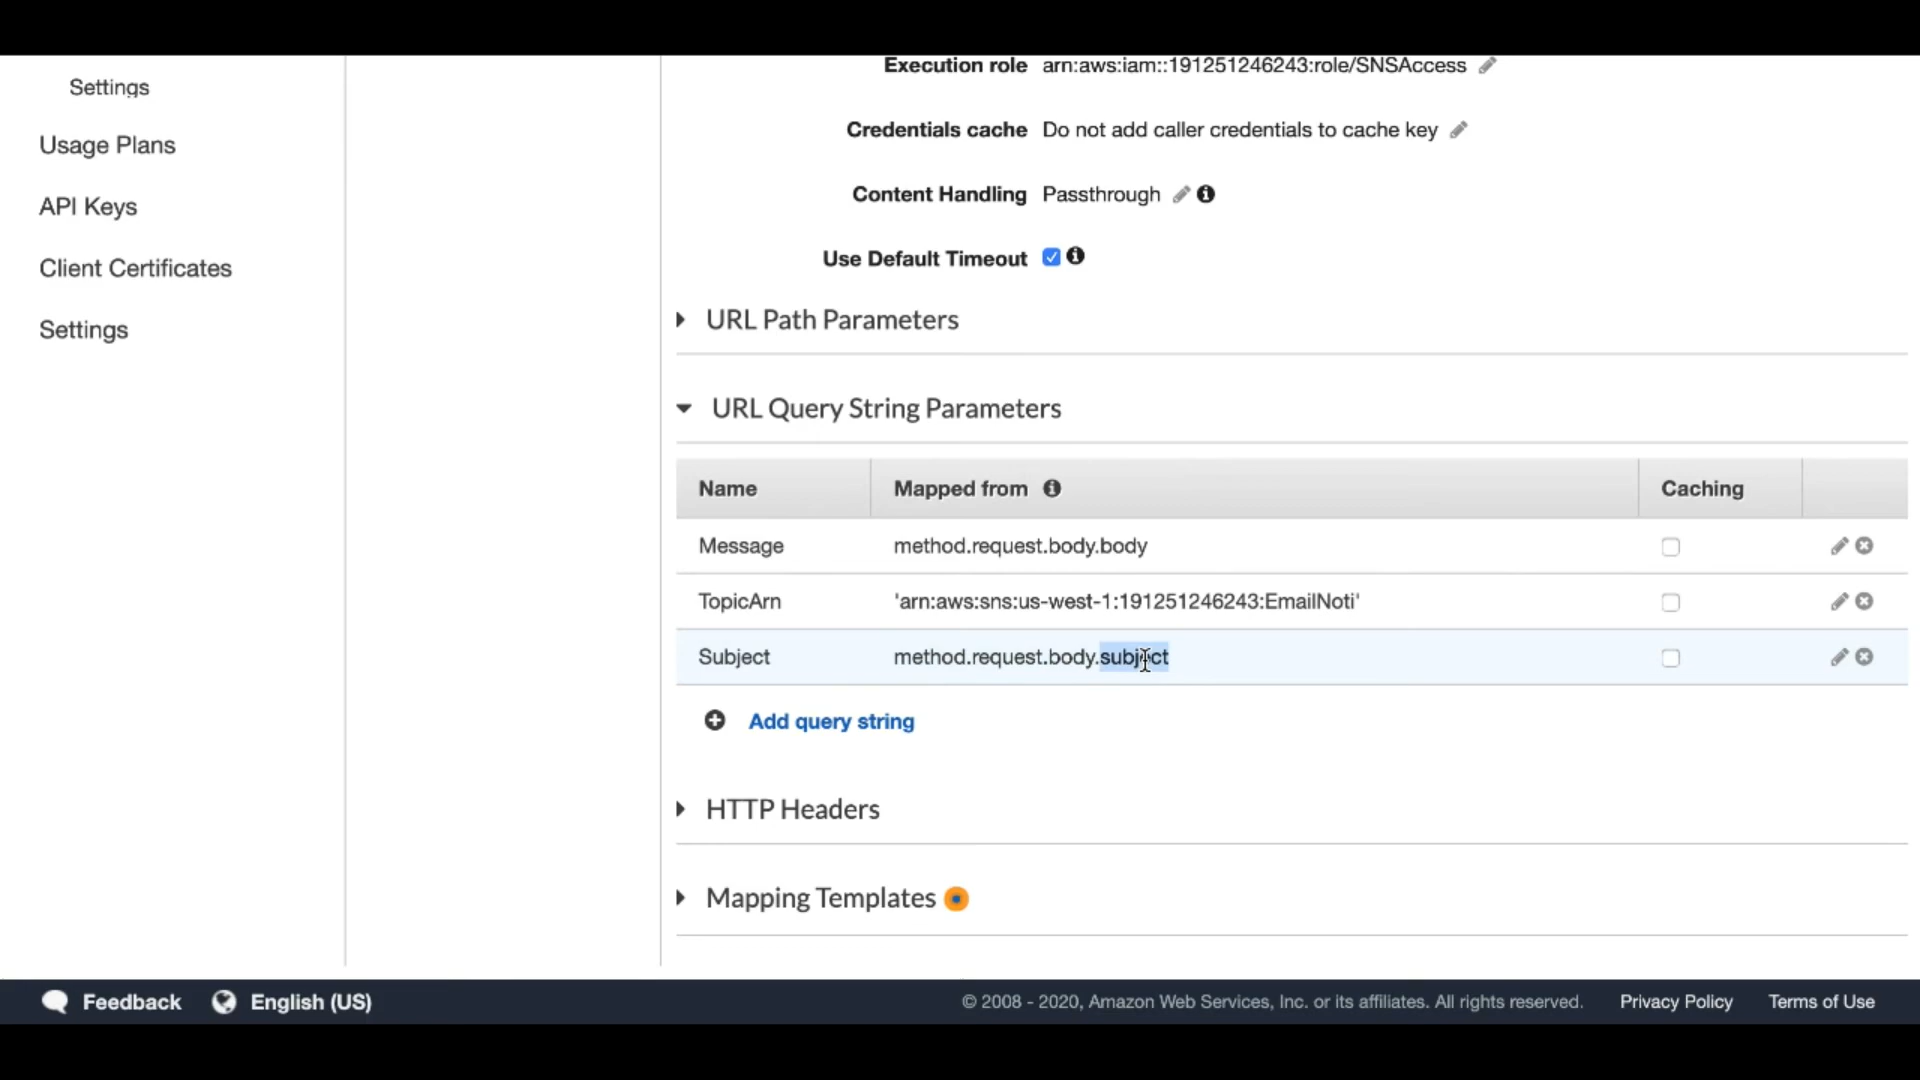 Settings
Usage Plans
API Keys
Client Certificates
Settings
Execution role arn:aws:iam::191251246243:role/SNSAccess
Credentials cache Do not add caller credentials to cache key
Content Handling Passthrough
Use Default Timeout
URL Path Parameters
URL Query String Parameters
Name Mapped from Caching
Message method.request.body.body
TopicArn 'arn:aws:sns:us-west-1:191251246243:EmailNoti'
Subject method.request.body.subject
Add query string
HTTP Headers
Mapping Templates
Feedback English (US) © 2008 - 2020, Amazon Web Services, Inc. or its affiliates. All rights reserved. Privacy Policy Terms of Use